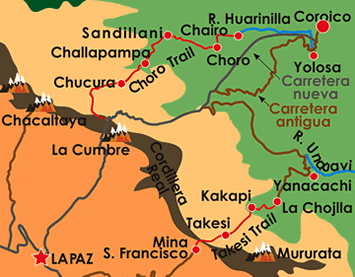 R. Huarinilla
Coroico
Sandillani
Chairo
Challapampa
Choro
Yolosa
Choro Trail
Carretera
nueva
Chucura
Carretera
antigua
Chacaltaya
La Cumbre
R. Unduavi
Cordillera
Real
Yanacachi
Kakapi
La Chojlla
Takesi
Takesi Trail
Mina
S. Francisco
LA PAZ
Mururata